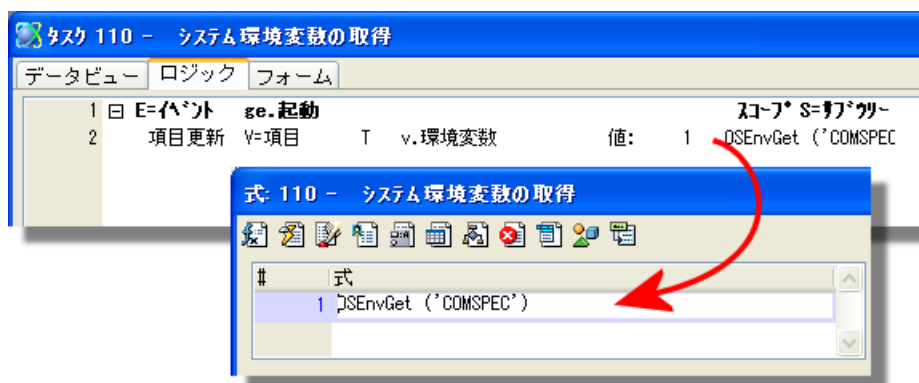 タスク 110 - システム環境変数の取得
データビュー ロジック フォーム
1 E=イベント ge.起動 スコープ S=サブツリー
2 項目更新 V=項目 T v.環境変数 値: 1 OSEnvGet ('COMSPEC
式: 110 - システム環境変数の取得
# 式
1 OSEnvGet ('COMSPEC')